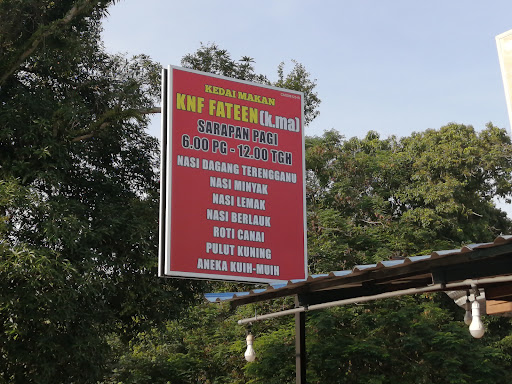 KEDAI MAKAN
KNF FATEEN (k.ma)
SARAPAN PAGI
6.00 PG - 12.00 TGH
NASI DAGANG TERENGGANU
NASI MINYAK
NASI LEMAK
NASI BERLAUK
ROTI CANAI
PULUT KUNING
ANEKA KUIH-MUIH